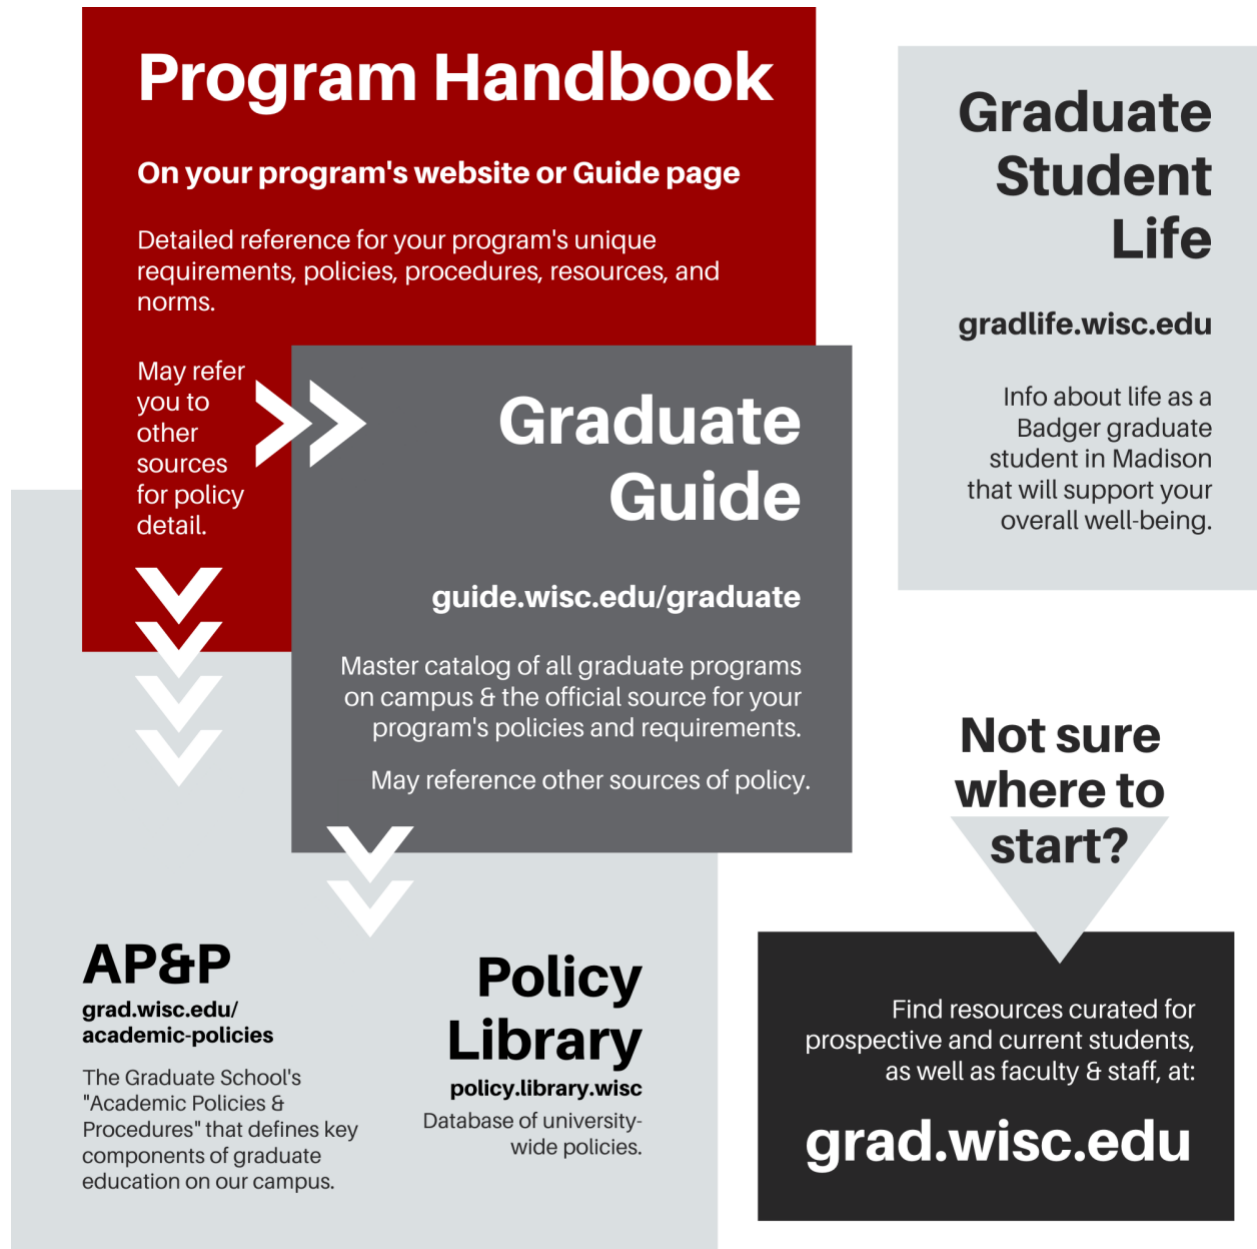 Program Handbook
On your program's website or Guide page
Detailed reference for your program's unique
requirements, policies, procedures, resources, and
norms.
May refer
you to
other
sources
for policy
detail.
Graduate
Guide
guide.wisc.edu/graduate
Master catalog of all graduate programs
on campus & the official source for your
program's policies and requirements.
May reference other sources of policy.
AP&P
grad.wisc.edu/
academic-policies
The Graduate School's
"Academic Policies &
Procedures" that defines key
components of graduate
education on our campus.
Policy
Library
policy.library.wisc
Database of university-
wide policies.
Graduate
Student
Life
gradlife.wisc.edu
Info about life as a
Badger graduate
student in Madison
that will support your
overall well-being.
Not sure
where to
start?
Find resources curated for
prospective and current students,
as well as faculty & staff, at:
grad.wisc.edu